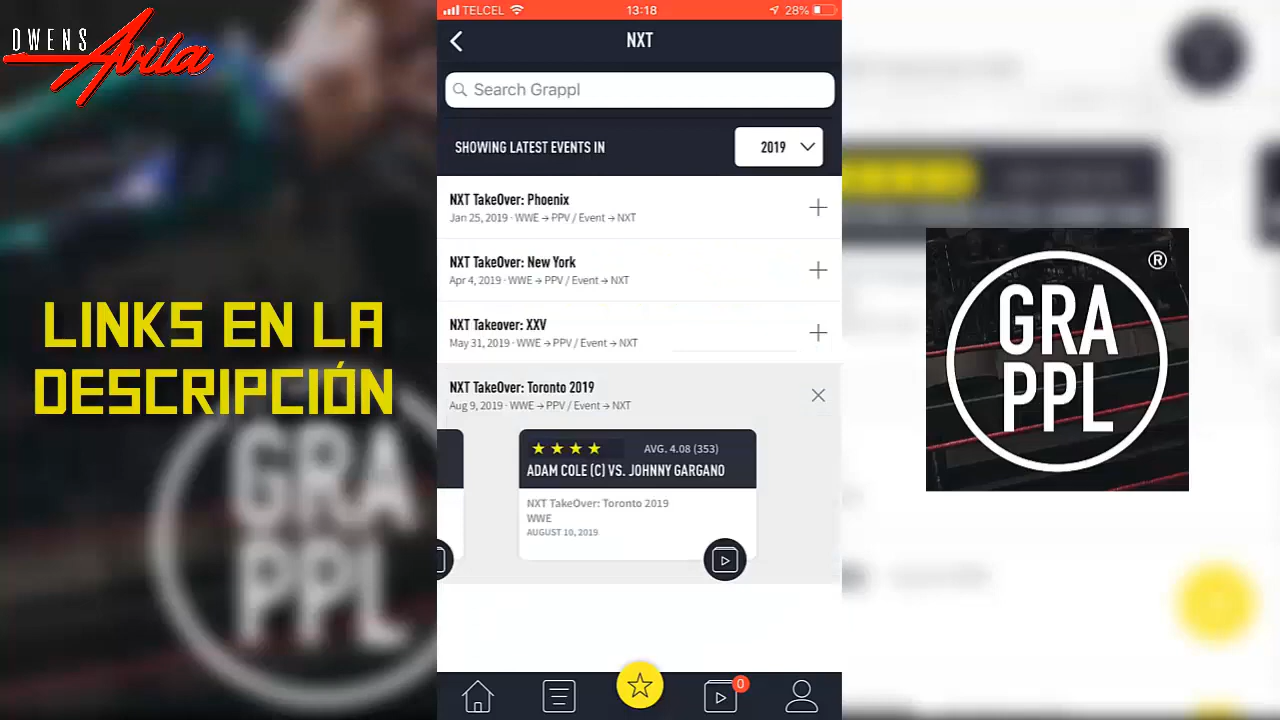 OWENS
Avila
LINKS EN LA
DESCRIPCIÓN
TELCEL
13:18
28%
NXT
Search Grappl
SHOWING LATEST EVENTS IN
2019
NXT TakeOver: Phoenix
Jan 25, 2019 · WWE → PPV / Event → NXT
NXT TakeOver: New York
Apr 4, 2019 · WWE → PPV / Event → NXT
NXT Takeover: XXV
May 31, 2019 · WWE → PPV / Event → NXT
NXT TakeOver: Toronto 2019
Aug 9, 2019 · WWE → PPV / Event → NXT
AVG. 4.08 (353)
ADAM COLE (C) VS. JOHNNY GARGANO
NXT TakeOver: Toronto 2019
WWE
AUGUST 10, 2019
0
GRA
PPL
®
GRA
PPL